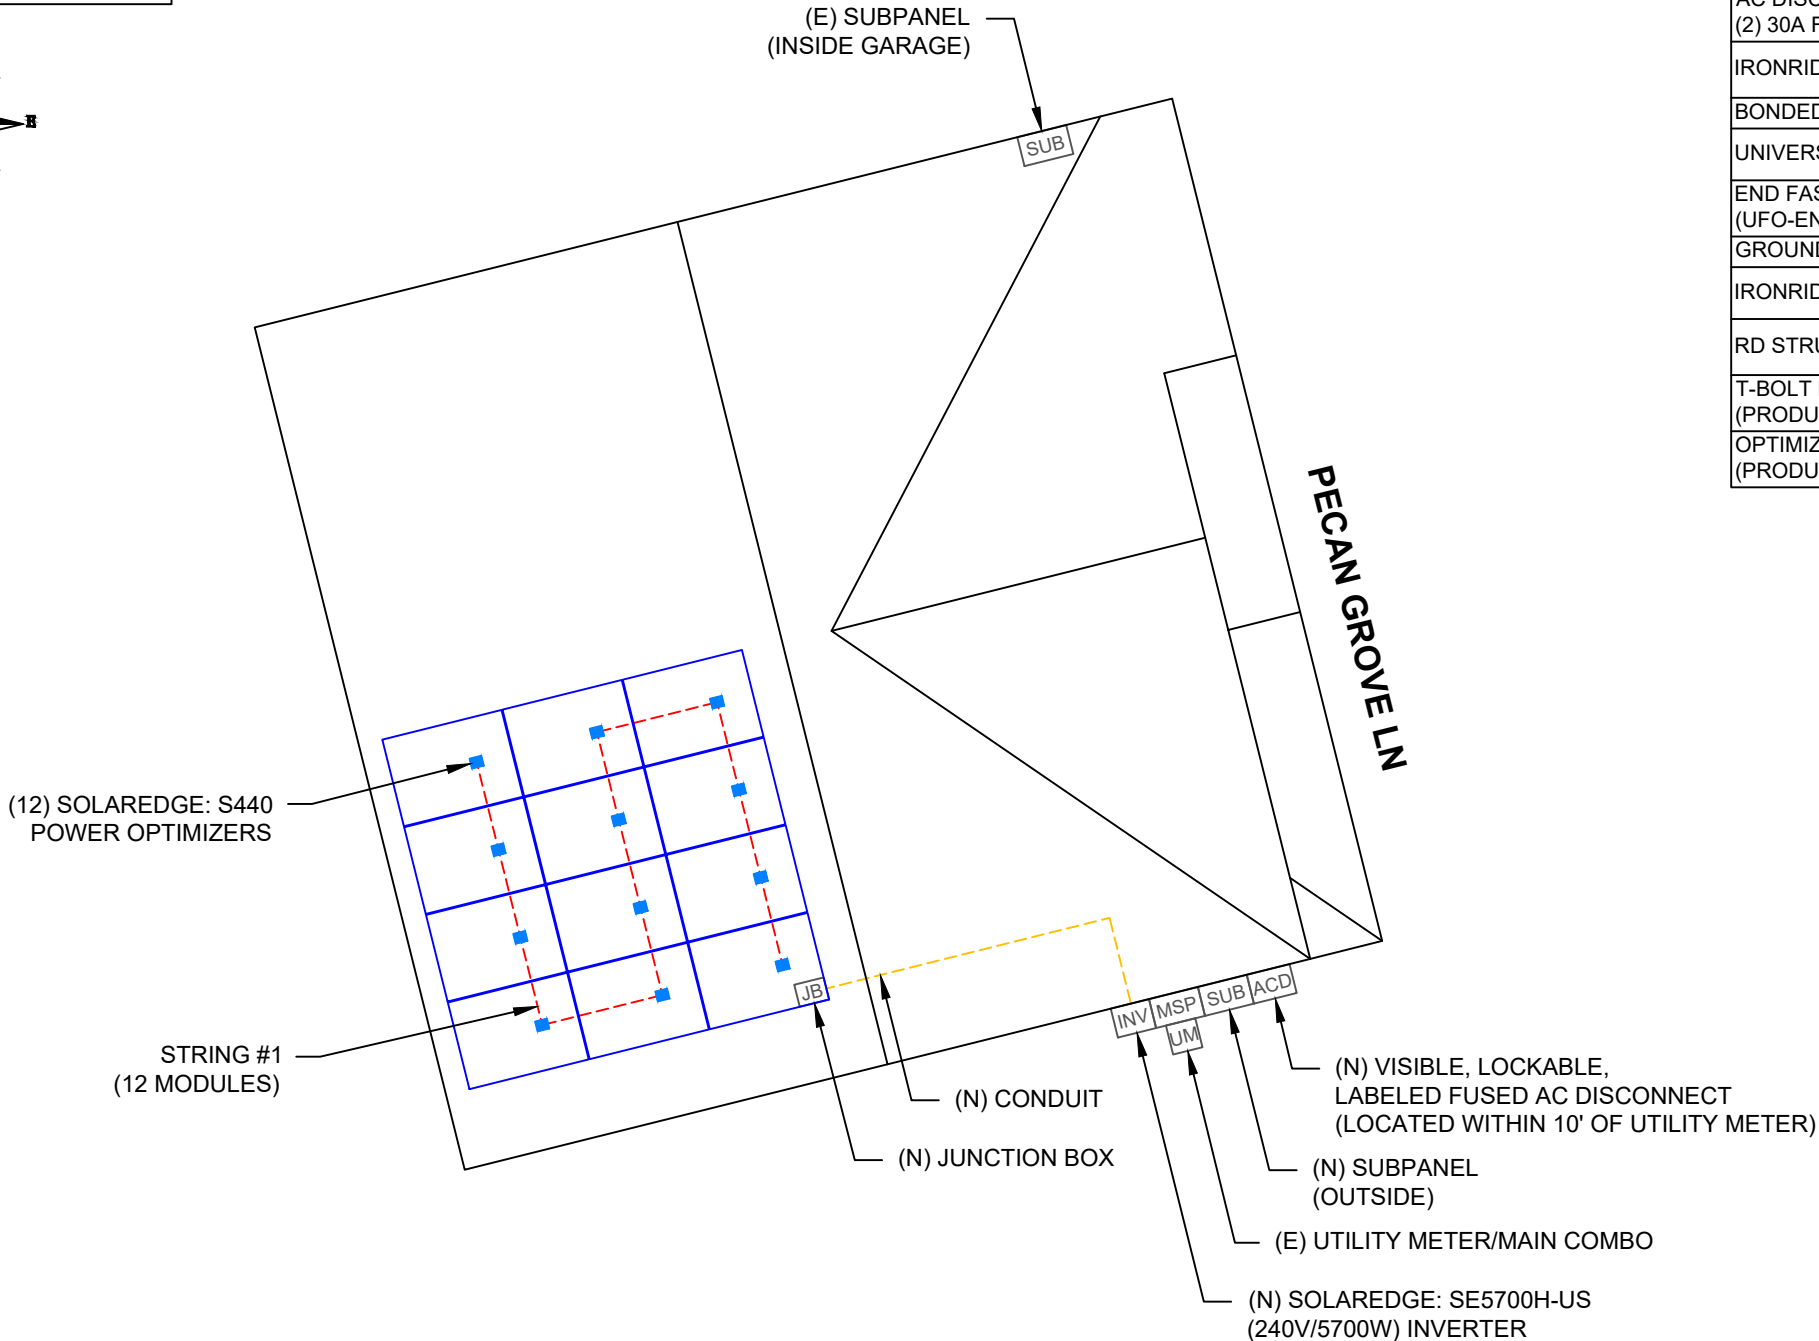 (E) SUBPANEL
(INSIDE GARAGE)
SUB
PECAN GROVE LN
(12) SOLAREDGE: S440
POWER OPTIMIZERS
STRING #1
(12 MODULES)
JB
INV
MSP
SUB
ACD
UM
(N) CONDUIT
(N) JUNCTION BOX
(N) VISIBLE, LOCKABLE,
LABELED FUSED AC DISCONNECT
(LOCATED WITHIN 10' OF UTILITY METER)
(N) SUBPANEL
(OUTSIDE)
(E) UTILITY METER/MAIN COMBO
(N) SOLAREDGE: SE5700H-US
(240V/5700W) INVERTER
(2) 30A
IRONRID
BONDED
UNIVERS
END FAS
(UFO-EN
GROUND
IRONRID
RD STRU
T-BOLT
(PRODU
OPTIMIZ
(PRODU